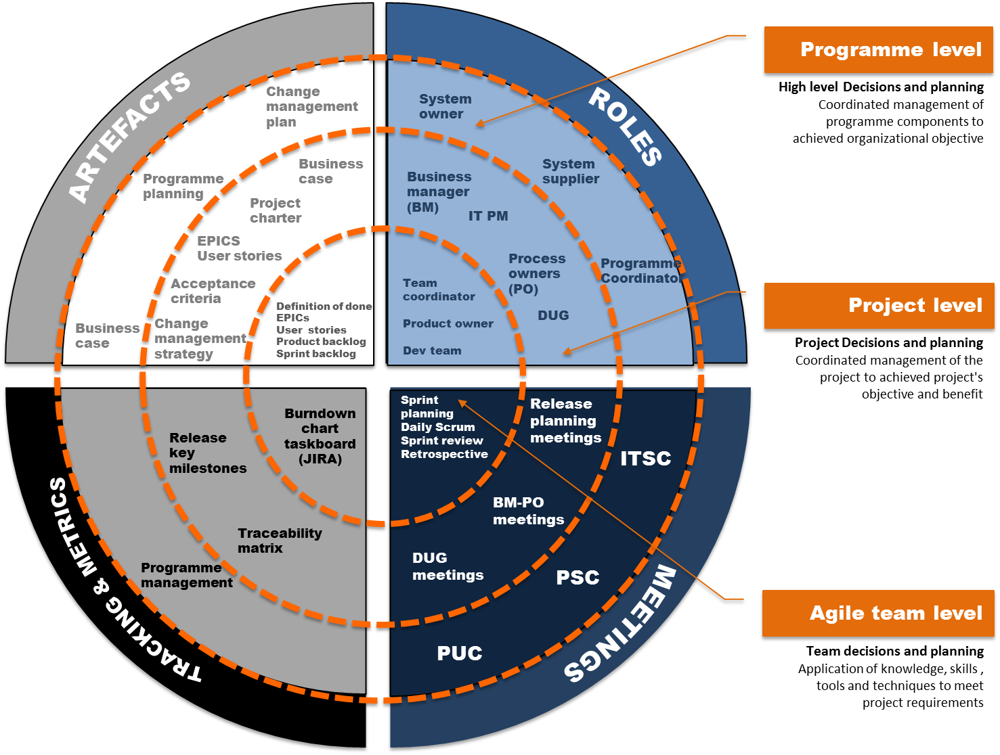 ARTEFACTS
Change
management
plan
Business
case
Programme
planning
Project
charter
EPICS
User stories
Acceptance
criteria
Business
case
Change
management
strategy
Definition of done
EPICs
User stories
Product backlog
Sprint backlog
ROLES
System
owner
System
supplier
Business
manager
(BM)
IT PM
Process
owners
(PO)
Programme
Coordinator
DUG
Team
coordinator
Product owner
Dev team
Programme level
High level Decisions and planning
Coordinated management of
programme components to
achieved organizational objective
Project level
Project Decisions and planning
Coordinated management of the
project to achieved project's
objective and benefit
TRACKING & METRICS
Burndown
chart
taskboard
(JIRA)
Release
key
milestones
Traceability
matrix
Programme
management
MEETINGS
Sprint
planning
Daily Scrum
Sprint review
Retrospective
Release
planning
meetings
ITSC
BM-PO
meetings
DUG
meetings
PSC
PUC
Agile team level
Team decisions and planning
Application of knowledge, skills ,
tools and techniques to meet
project requirements